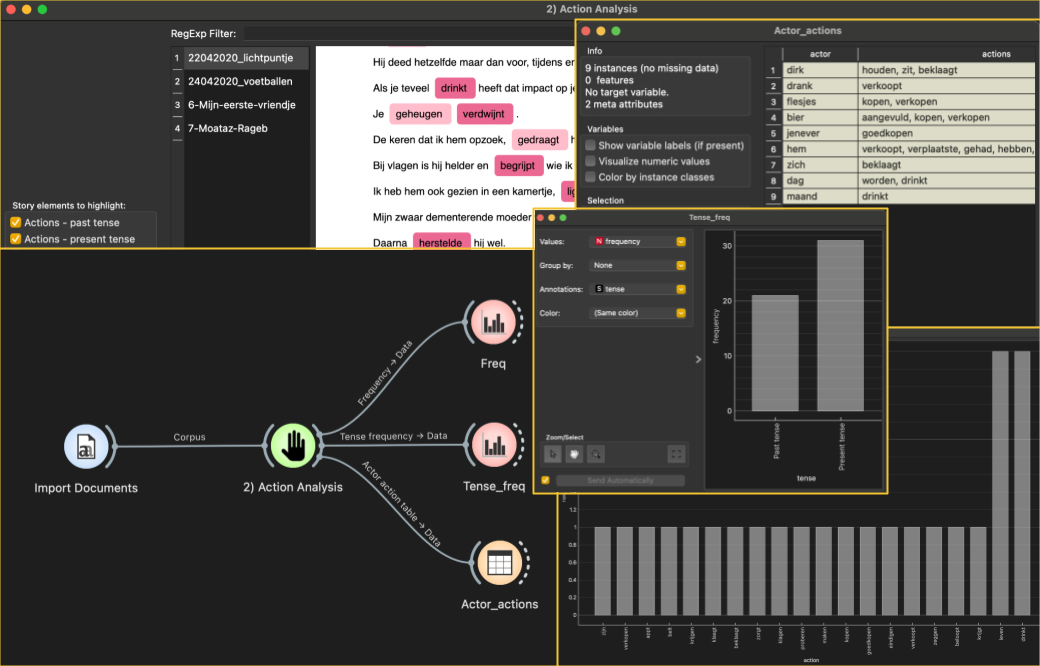 2) Action Analysis
RegExp Filter:
1 22042020_lichtpuntje
2 24042020_voetballen
3 6-Mijn-eerste-vriendje
4 7-Moataz-Rageb
Story elements to highlight:
Actions - past tense
Actions - present tense
Hij deed hetzelfde maar dan voor, tijdens en
Als je teveel drinkt heeft dat impact op je
Je geheugen verdwijnt .
De keren dat ik hem opzoek, gedraagt
Bij vlagen is hij helder en begrijpt wie ik
Ik heb hem ook gezien in een kamertje, lig
Mijn zwaar dementerende moeder
Daarna herstelde hij wel.
Actor_actions
Info
9 instances (no missing data)
0 features
No target variable.
2 meta attributes
Variables
Show variable labels (if present)
Visualize numeric values
Color by instance classes
Selection
actor actions
1 dirk houden, zit, beklaagt
2 drank verkoopt
3 flesjes kopen, verkopen
4 bier aangevuld, kopen, verkopen
5 jenever goedkopen
6 hem verkoopt, verplaatste, gehad, hebben,
7 zich beklaagt
8 dag worden, drinkt
9 maand drinkt
Tense_freq
Values: N frequency
Group by: None
Annotations: S tense
Color: (Same color)
Zoom/Select
Send Automatically
frequency
30
20
10
0
Past tense
Present tense
tense
Import Documents
Corpus
2) Action Analysis
Frequency → Data
Freq
Tense frequency → Data
Tense_freq
Actor action table → Data
Actor_actions
1.2
1
0.8
0.6
0.4
0.2
0
zijn
verkopen
appt
belt
krijgen
klaagt
beklaagt
zorgt
klagen
proberen
maken
kopen
goedkopen
eindigen
verkoopt
zeggen
beloopt
krijgt
leven
drinkt
action